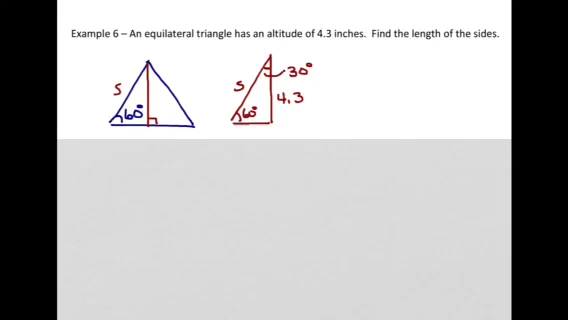 Example 6 – An equilateral triangle has an altitude of 4.3 inches.  Find the length of the sides.
S
60°
S
30°
4.3
60°